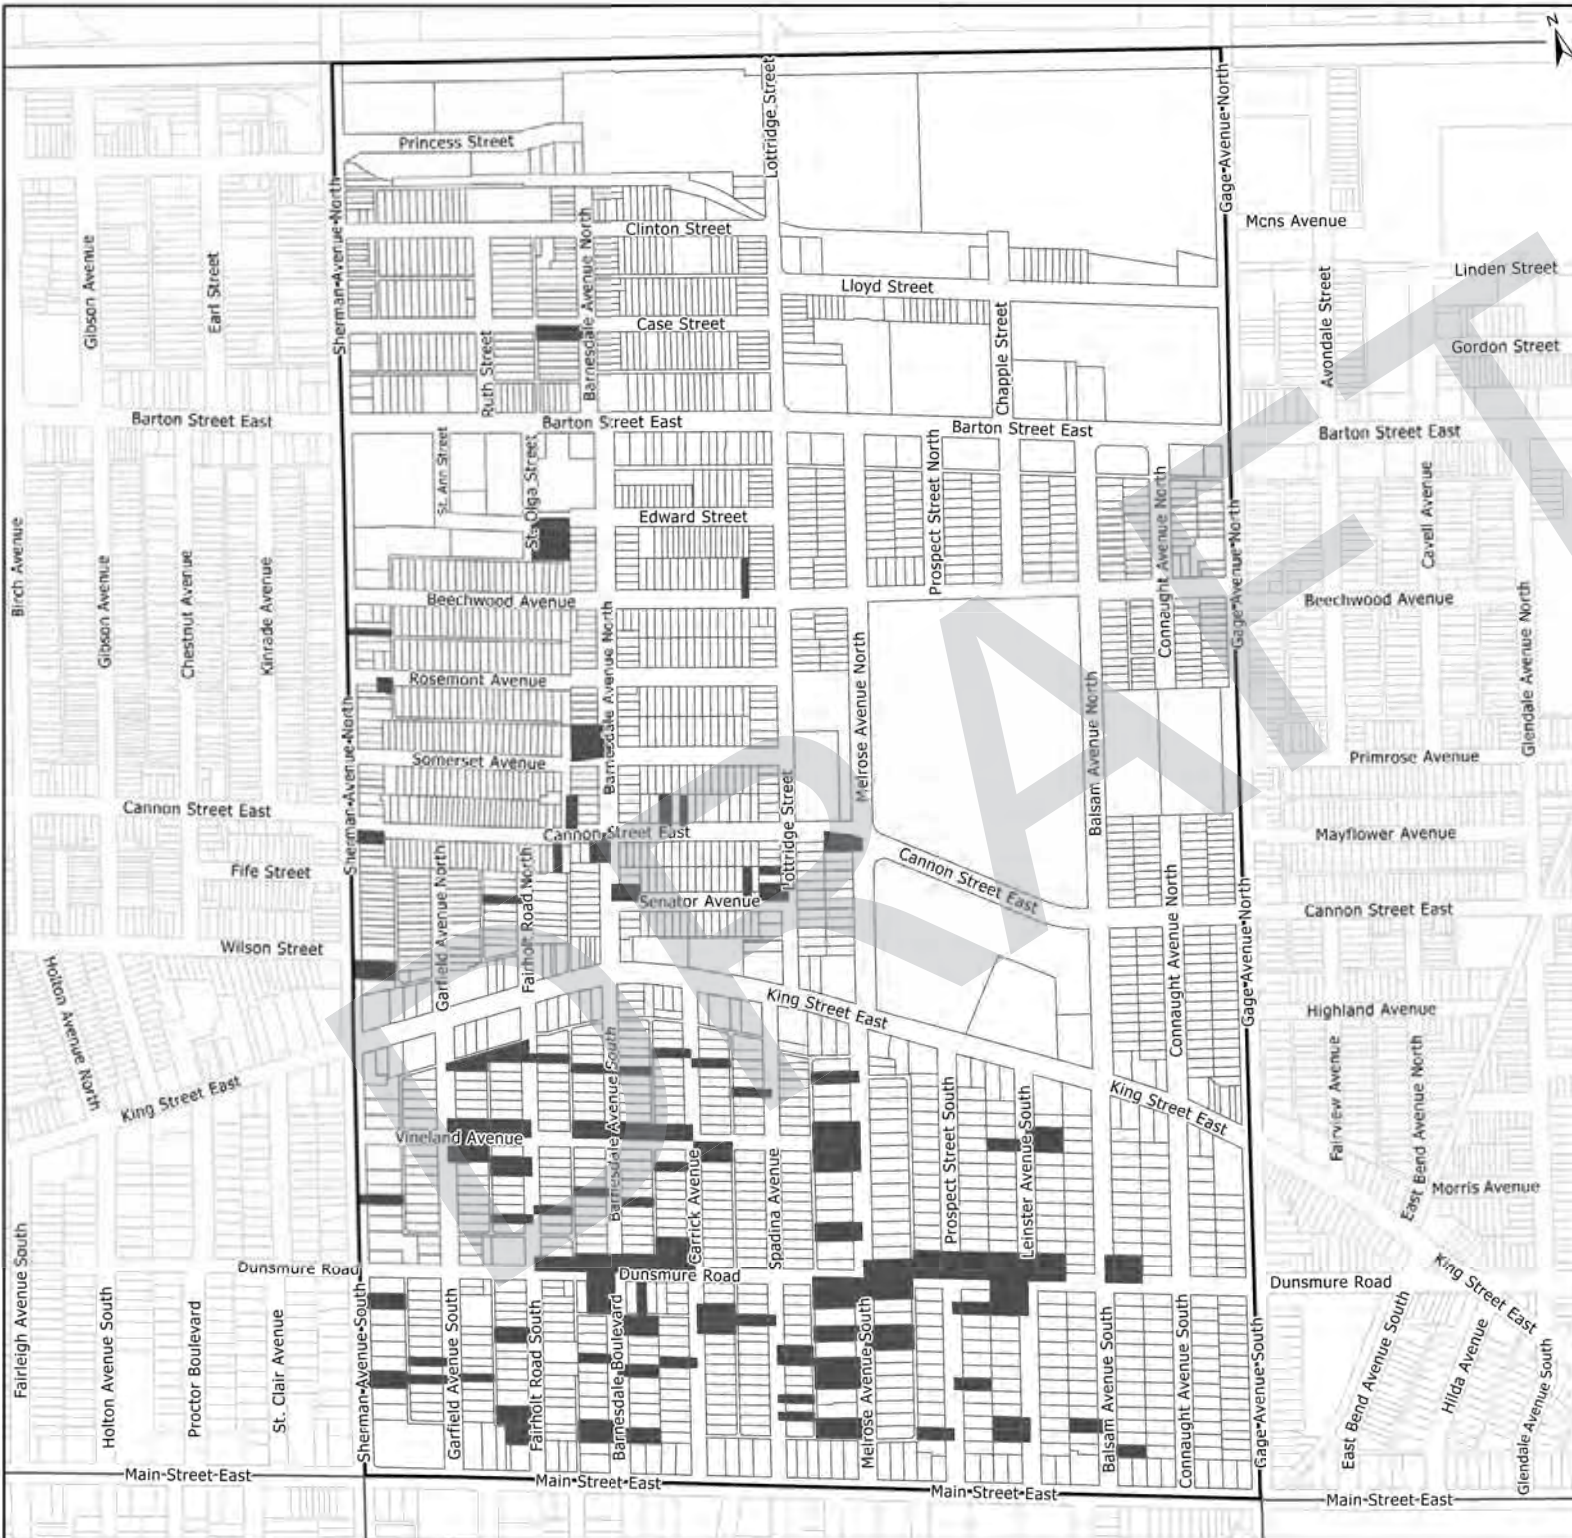 N
Lottridge Street
Gage Avenue North
Princess Street
Sherman Avenue North
Barnesdale Avenue North
Clinton Street
Mcns Avenue
Gibson Avenue
Earl Street
Linden Street
Lloyd Street
Avondale Street
Case Street
Ruth Street
Chapple Street
Gordon Street
Barton Street East
Barton Street East
Barton Street East
Barton Street East
St. Ann Street
St. Olga Street
Prospect Street North
Connaught Avenue North
Cavell Avenue
Edward Street
Birch Avenue
Gibson Avenue
Chestnut Avenue
Kinrade Avenue
Gage Avenue North
Beechwood Avenue
Beechwood Avenue
Glendale Avenue North
Barnesdale Avenue North
Melrose Avenue North
Rosemont Avenue
Balsam Avenue North
Sherman Avenue North
Somerset Avenue
Primrose Avenue
Cannon Street East
Cannon Street East
Lottridge Street
Mayflower Avenue
Fife Street
Garfield Avenue North
Fairholt Road North
Cannon Street East
Senator Avenue
Connaught Avenue North
Gage Avenue North
Cannon Street East
Wilson Street
Holton Avenue North
King Street East
Highland Avenue
King Street East
Barnesdale Avenue South
Fairview Avenue
East Bend Avenue North
King Street East
Vineland Avenue
Carrick Avenue
Spadina Avenue
Prospect Street South
Leinster Avenue South
Morris Avenue
Fairleigh Avenue South
Dunsmure Road
Dunsmure Road
Dunsmure Road
King Street East
Holton Avenue South
Proctor Boulevard
St. Clair Avenue
Sherman Avenue South
Garfield Avenue South
Fairholt Road South
Barnesdale Boulevard
Melrose Avenue South
Balsam Avenue South
Connaught Avenue South
Gage Avenue South
East Bend Avenue South
Hilda Avenue
Glendale Avenue South
Main Street East
Main Street East
Main Street East
Main Street East
DRAFT